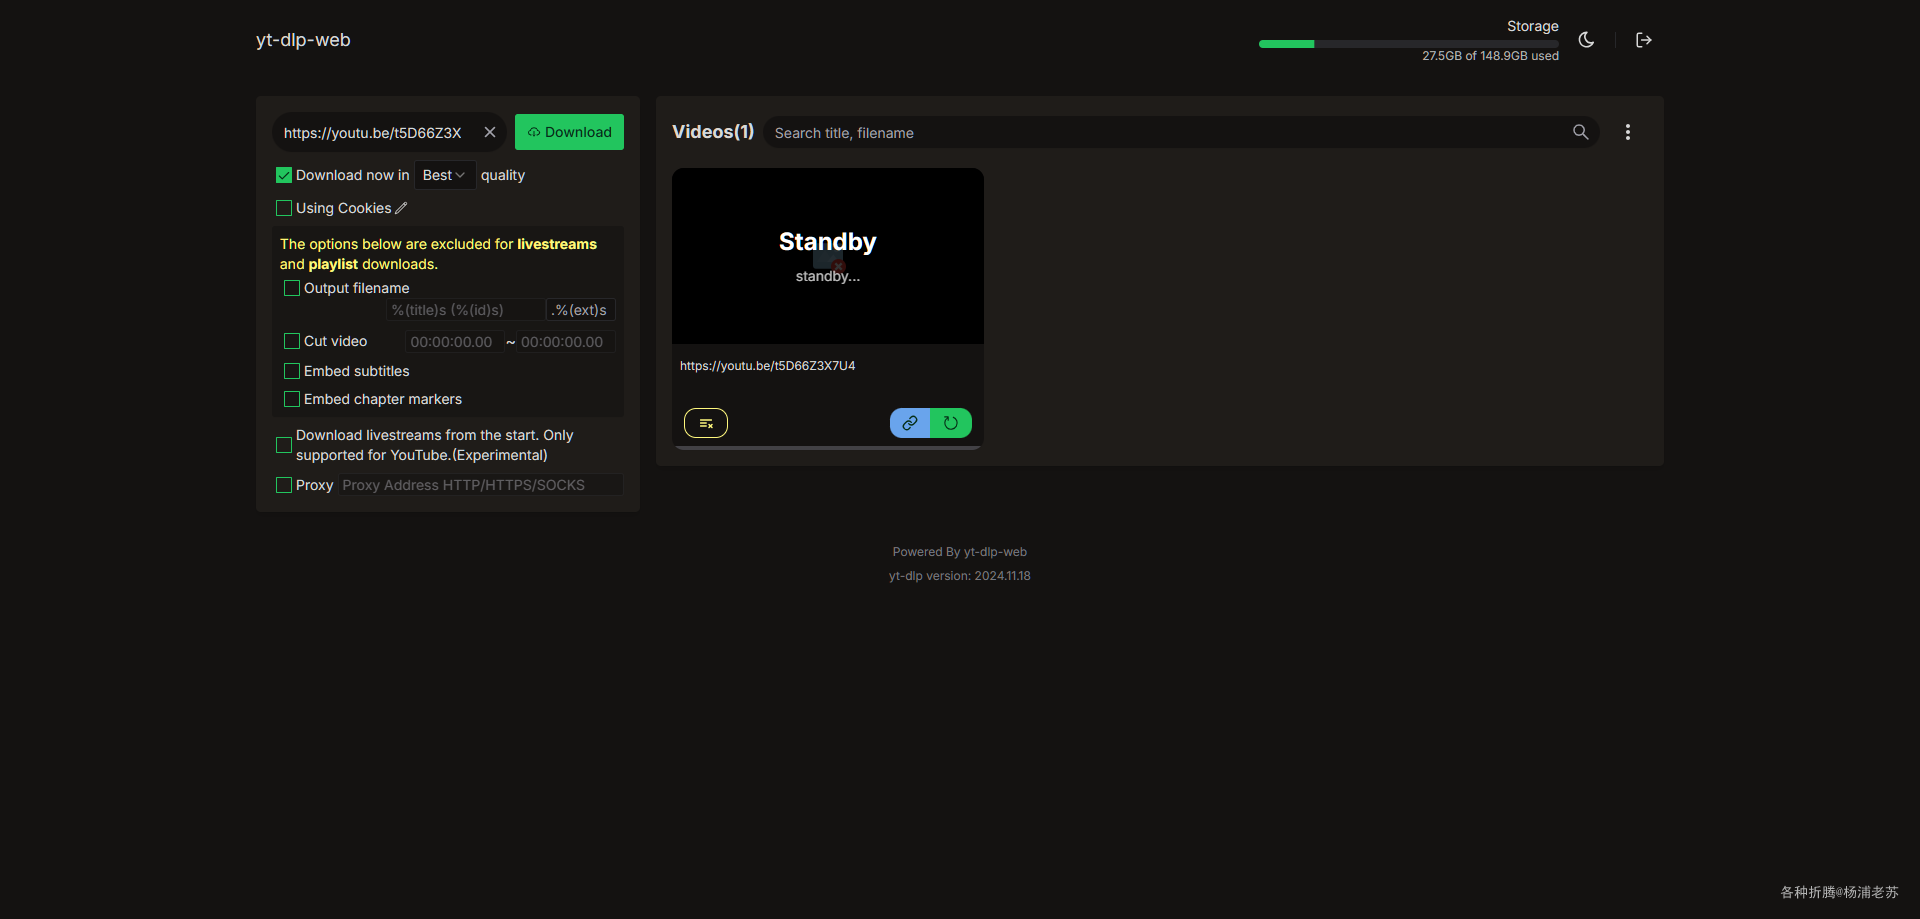 yt-dlp-web
Storage
27.5GB of 148.9GB used
https://youtu.be/t5D66Z3X
Download
Download now in Best quality
Using Cookies
The options below are excluded for livestreams
and playlist downloads.
Output filename
%(title)s (%(id)s) .%(ext)s
Cut video 00:00:00.00 ~ 00:00:00.00
Embed subtitles
Embed chapter markers
Download livestreams from the start. Only
supported for YouTube.(Experimental)
Proxy Proxy Address HTTP/HTTPS/SOCKS
Videos(1) Search title, filename
Standby
standby...
https://youtu.be/t5D66Z3X7U4
Powered By yt-dlp-web
yt-dlp version: 2024.11.18
各种折腾@杨浦老苏